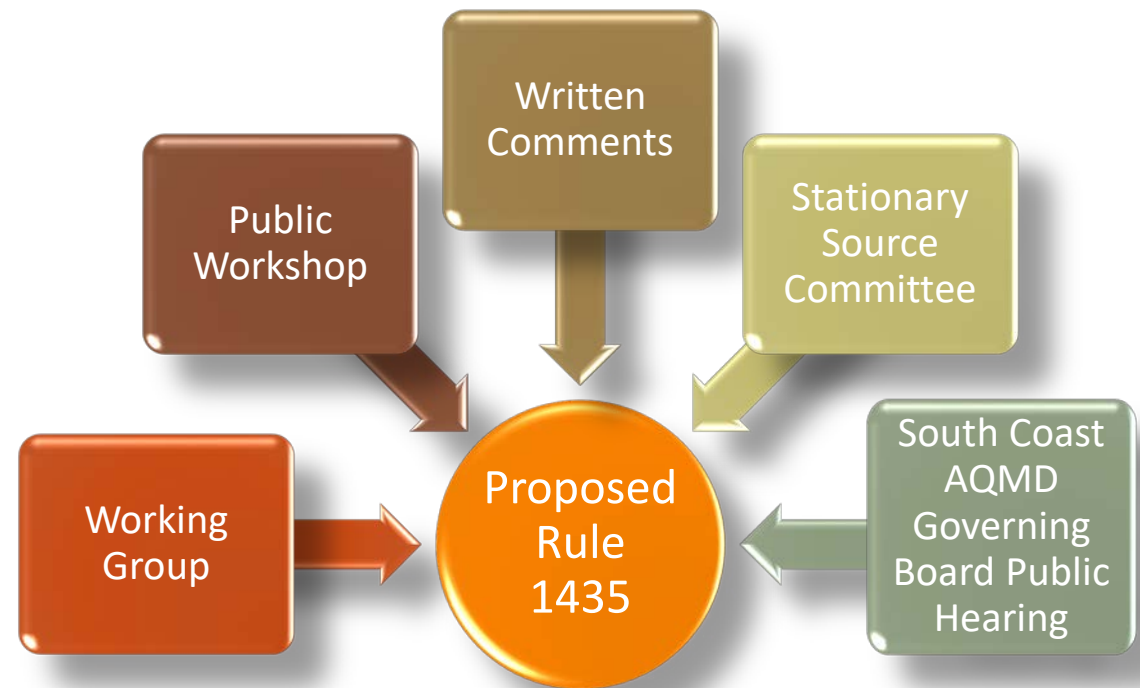 Written
Comments
Public
Workshop
Stationary
Source
Committee
Working
Group
Proposed
Rule
1435
South Coast
AQMD
Governing
Board Public
Hearing